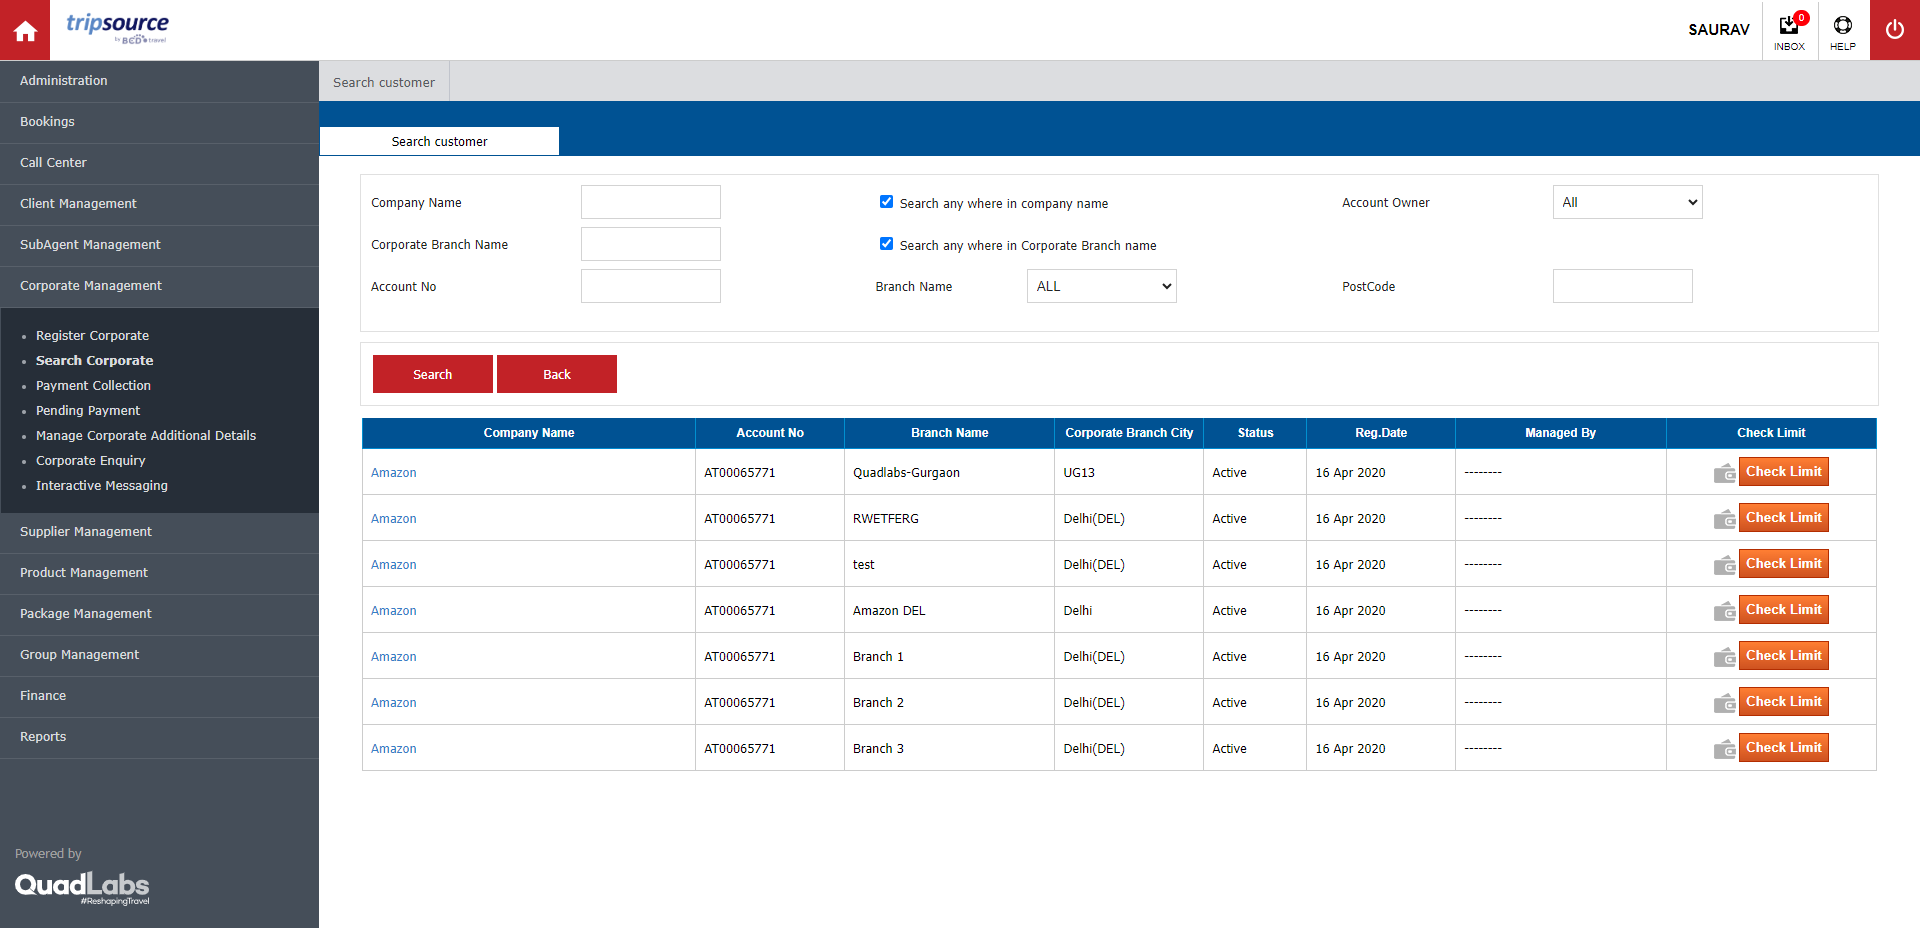 tripsource
by BCD travel
SAURAV
0
INBOX
HELP
Administration
Bookings
Call Center
Client Management
SubAgent Management
Corporate Management
Register Corporate
Search Corporate
Payment Collection
Pending Payment
Manage Corporate Additional Details
Corporate Enquiry
Interactive Messaging
Supplier Management
Product Management
Package Management
Group Management
Finance
Reports
Powered by
QuadLabs
#ReshapingTravel
Search customer
Search customer
Company Name
Search any where in company name
Account Owner
All
Corporate Branch Name
Search any where in Corporate Branch name
Account No
Branch Name
ALL
PostCode
Search
Back
Company Name Account No Branch Name Corporate Branch City Status Reg.Date Managed By Check Limit
Amazon AT00065771 Quadlabs-Gurgaon UG13 Active 16 Apr 2020 -------- Check Limit
Amazon AT00065771 RWETFERG Delhi(DEL) Active 16 Apr 2020 -------- Check Limit
Amazon AT00065771 test Delhi(DEL) Active 16 Apr 2020 -------- Check Limit
Amazon AT00065771 Amazon DEL Delhi Active 16 Apr 2020 -------- Check Limit
Amazon AT00065771 Branch 1 Delhi(DEL) Active 16 Apr 2020 -------- Check Limit
Amazon AT00065771 Branch 2 Delhi(DEL) Active 16 Apr 2020 -------- Check Limit
Amazon AT00065771 Branch 3 Delhi(DEL) Active 16 Apr 2020 -------- Check Limit